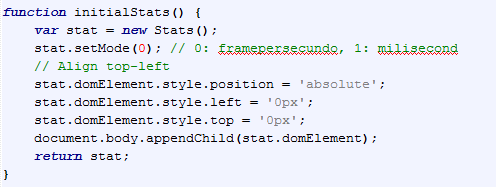 function initialStats() {
    var stat = new Stats();
    stat.setMode(0); // 0: framepersecundo, 1: milisecond
    // Align top-left
    stat.domElement.style.position = 'absolute';
    stat.domElement.style.left = '0px';
    stat.domElement.style.top = '0px';
    document.body.appendChild(stat.domElement);
    return stat;
}